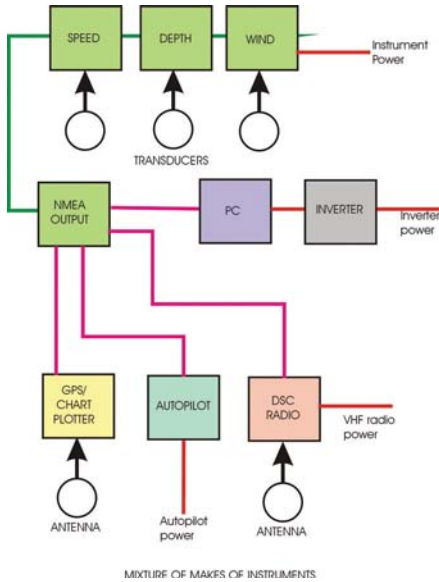 SPEED
DEPTH
WIND
Instrument
Power
TRANSDUCERS
NMEA
OUTPUT
PC
INVERTER
Inverter
power
GPS/
CHART
PLOTTER
AUTOPILOT
DSC
RADIO
VHF radio
power
ANTENNA
Autopilot
power
ANTENNA
MIXTURE OF MAKES OF INSTRUMENTS